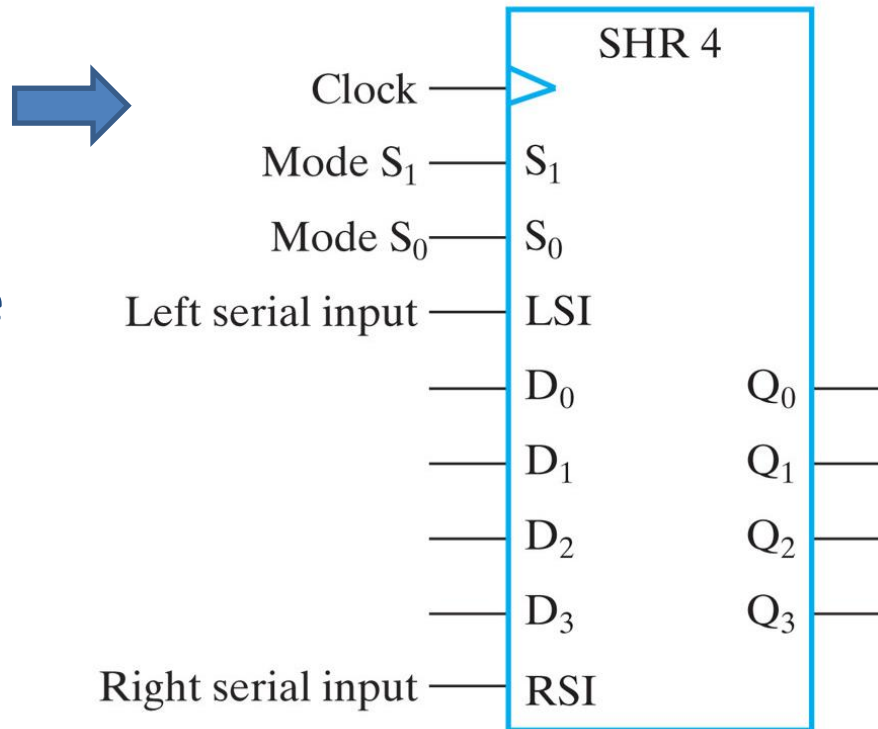 SHR 4
Clock
Mode S₁ S₁
Mode S₀ S₀
e
Left serial input LSI
D₀ Q₀
D₁ Q₁
D₂ Q₂
D₃ Q₃
Right serial input RSI